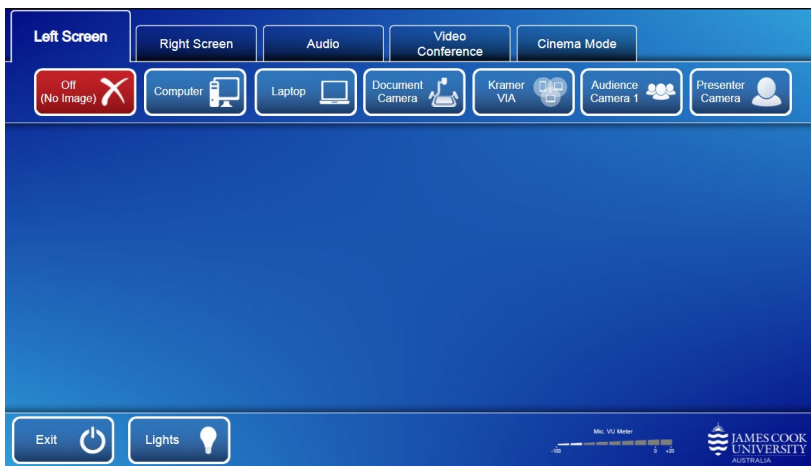 Left Screen
Right Screen
Audio
Video
Conference
Cinema Mode
Off
(No Image)
Computer
Laptop
Document
Camera
Kramer
VIA
Audience
Camera 1
Presenter
Camera
Exit
Lights
Mic. VU Meter
-100
0
+20
JAMES COOK
UNIVERSITY
AUSTRALIA